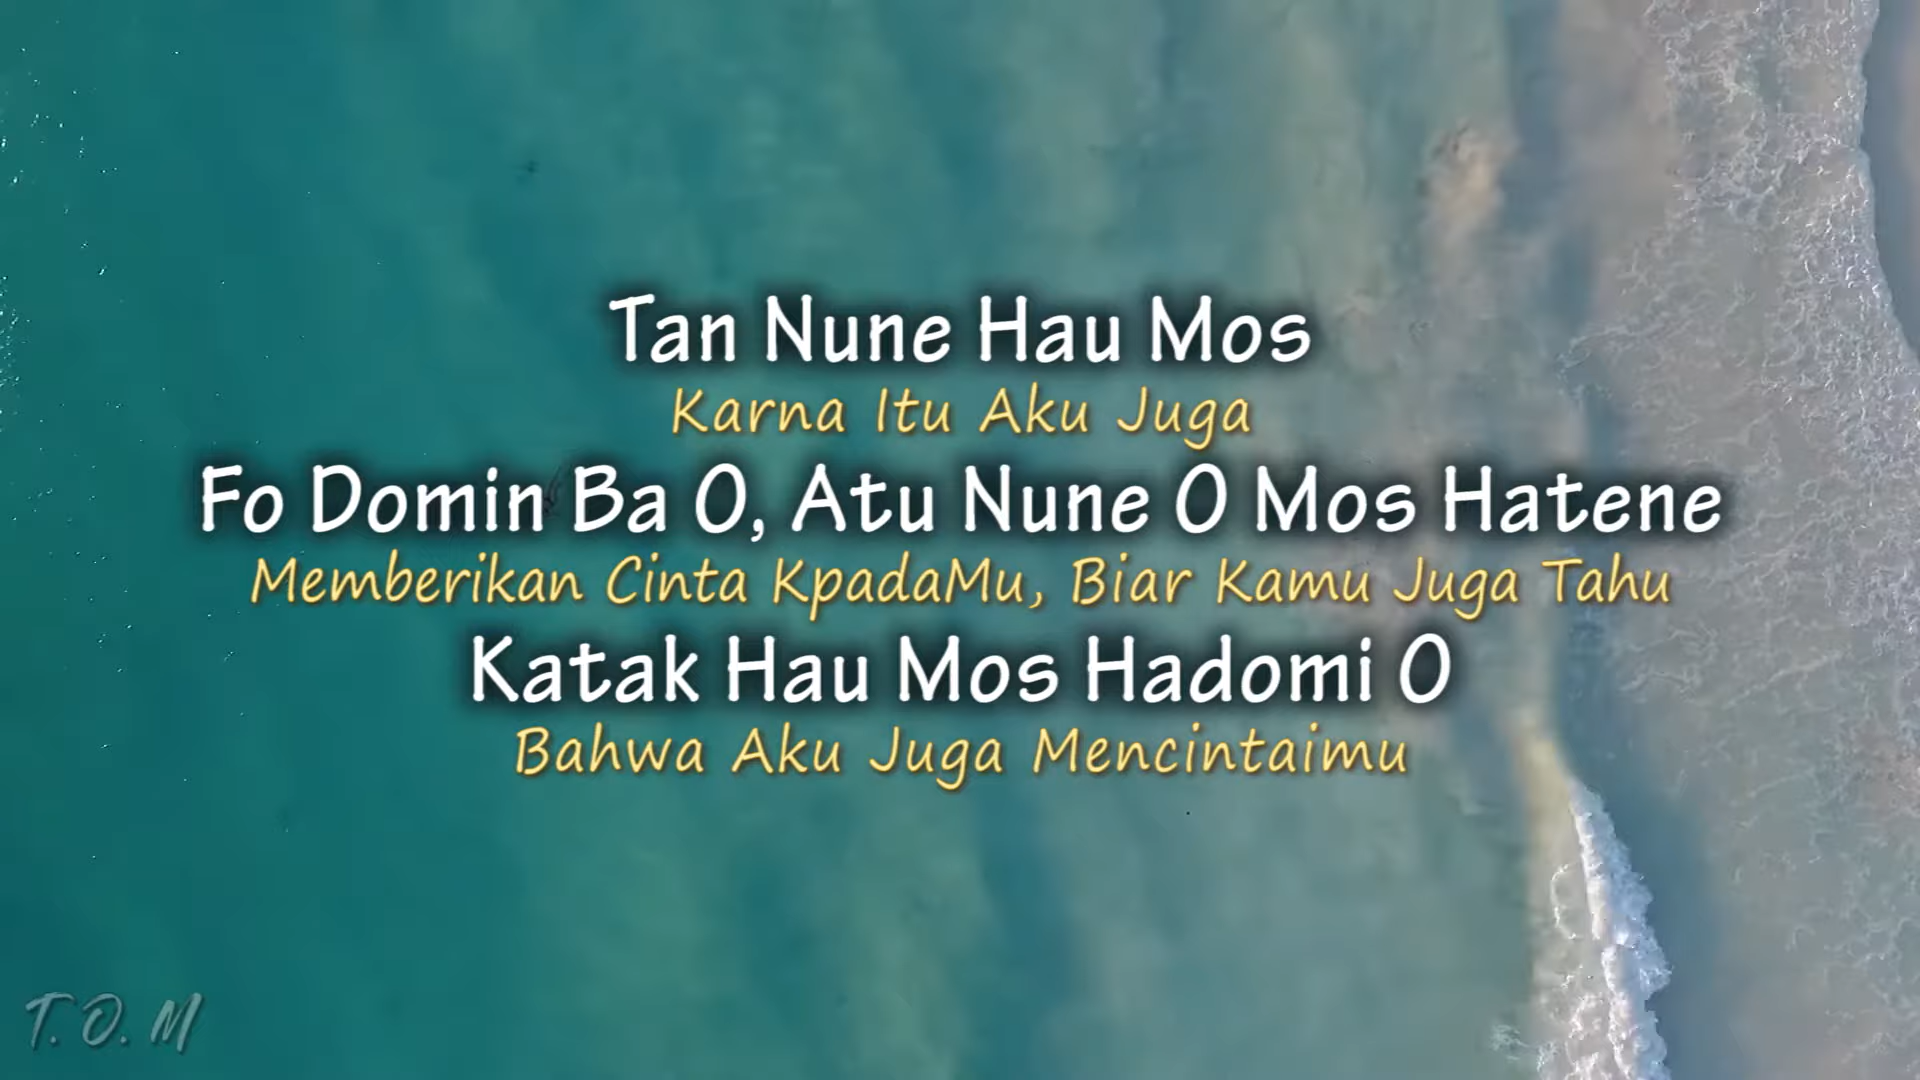 Tan Nune Hau Mos
Karna Itu Aku Juga
Fo Domin Ba O, Atu Nune O Mos Hatene
Memberikan Cinta KpadaMu, Biar Kamu Juga Tahu
Katak Hau Mos Hadomi O
Bahwa Aku Juga Mencintaimu
T. O. M